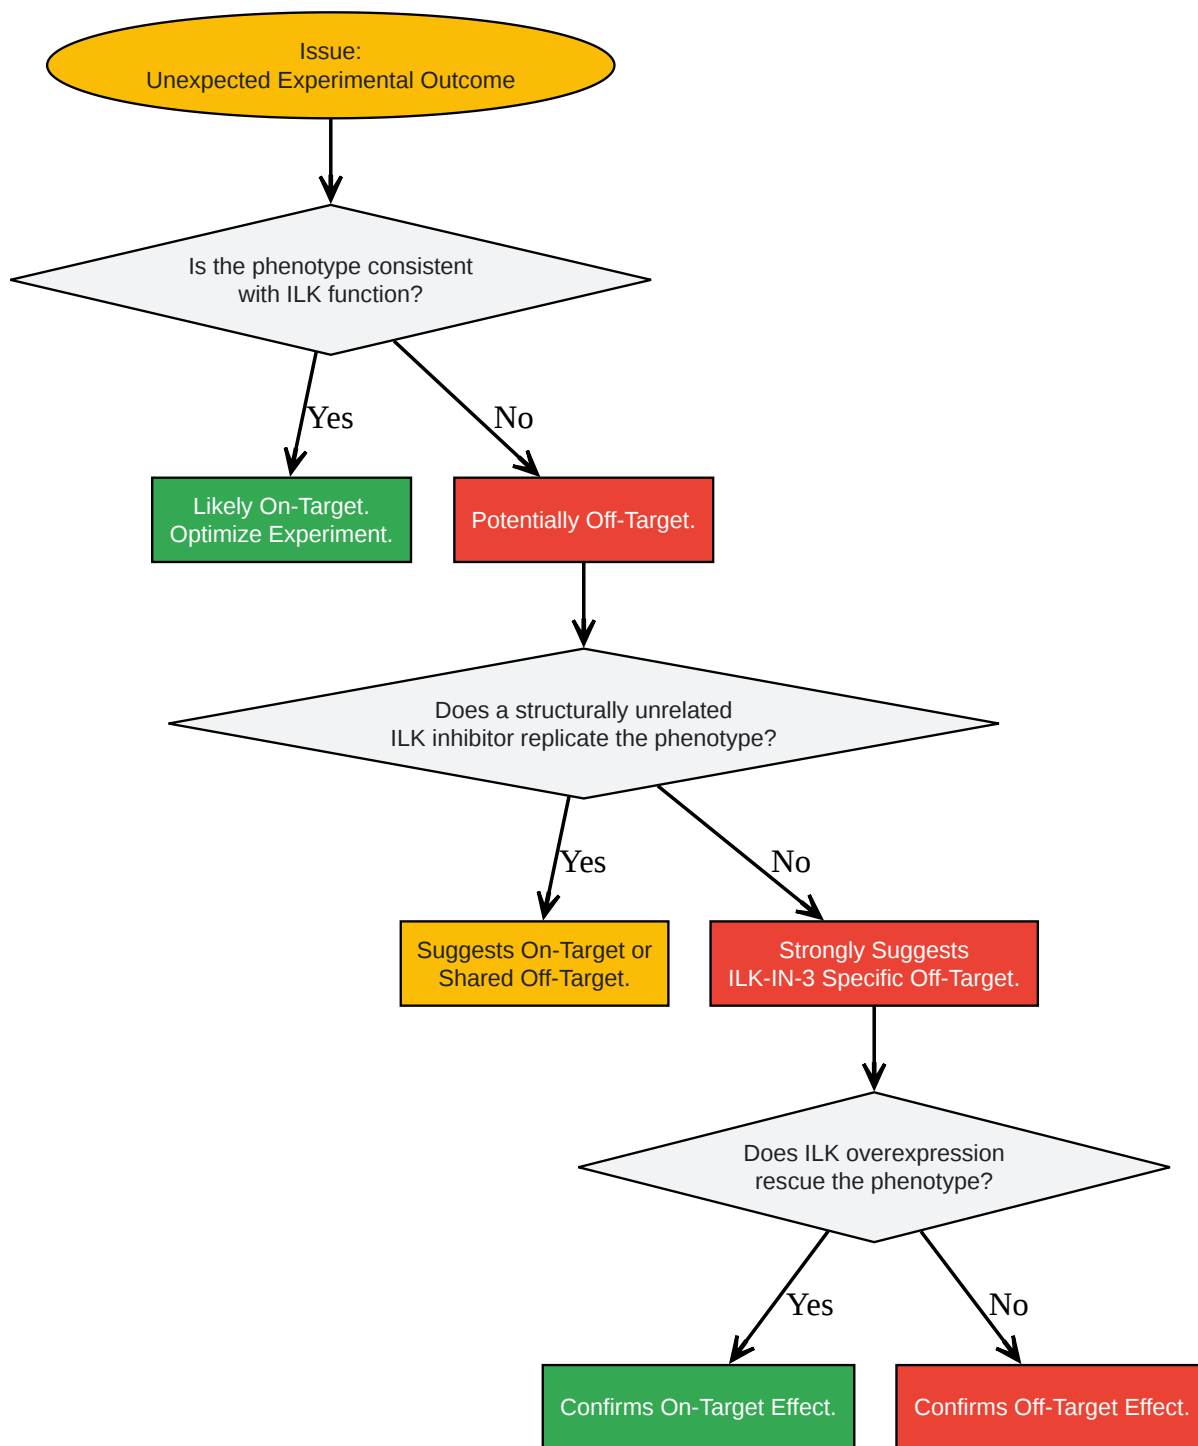 Issue:
Unexpected Experimental Outcome
Is the phenotype consistent
with ILK function?
Yes
No
Likely On-Target.
Optimize Experiment.
Potentially Off-Target.
Does a structurally unrelated
ILK inhibitor replicate the phenotype?
Yes
No
Suggests On-Target or
Shared Off-Target.
Strongly Suggests
ILK-IN-3 Specific Off-Target.
Does ILK overexpression
rescue the phenotype?
Yes
No
Confirms On-Target Effect.
Confirms Off-Target Effect.